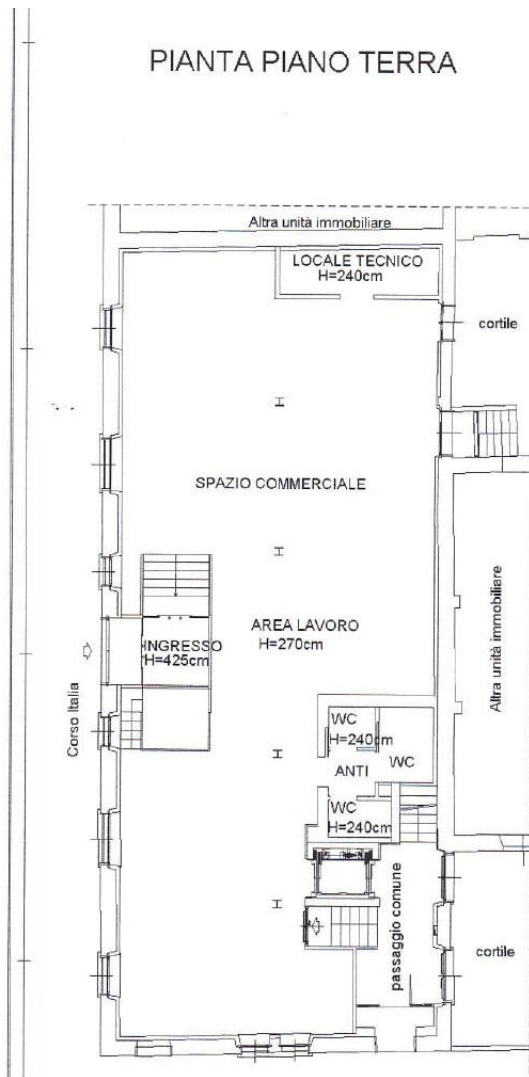 PIANTA PIANO TERRA
Altra unità immobiliare
LOCALE TECNICO
H=240cm
cortile
SPAZIO COMMERCIALE
Altra unità immobiliare
AREA LAVORO
H=270cm
INGRESSO
H=425cm
Corso Italia
WC
H=240cm
WC
ANTI
WC
H=240cm
passaggio comune
cortile